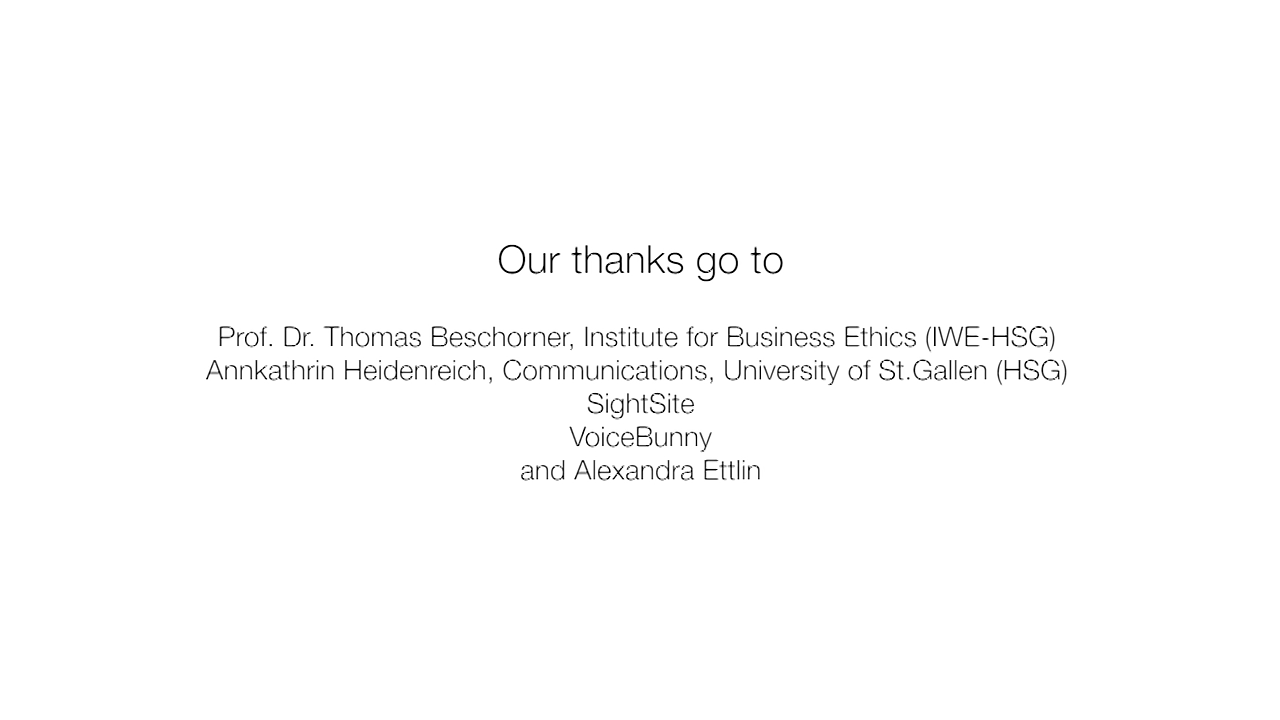 Our thanks go to
Prof. Dr. Thomas Beschorner, Institute for Business Ethics (IWE-HSG)
Annkathrin Heidenreich, Communications, University of St.Gallen (HSG)
SightSite
VoiceBunny
and Alexandra Ettlin